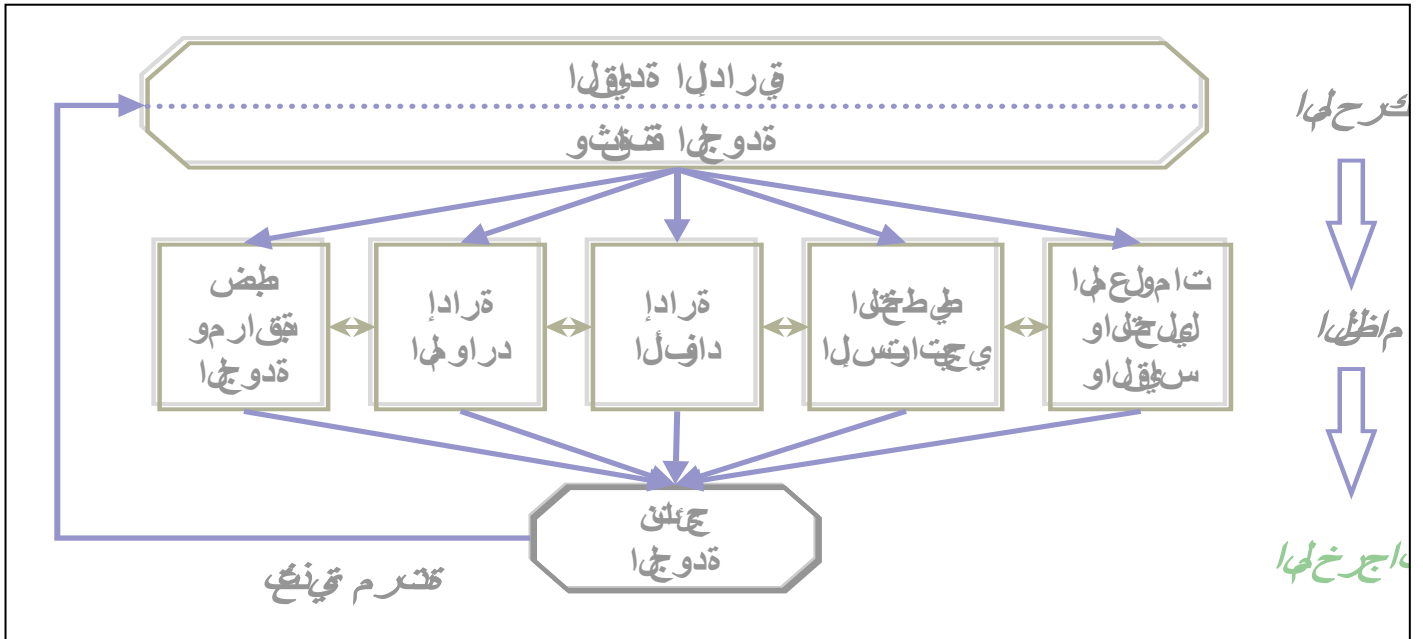 القيادة الإدارية
وثقافة الجودة
المحرك
المعلومات
والتحليل
والقياس
التخطيط
الإستراتيجي
إدارة
الأفراد
إدارة
الموارد
ضبط
ومراقبة
الجودة
النظام
نتائج
الجودة
تغذية مرتدة
المخرجات